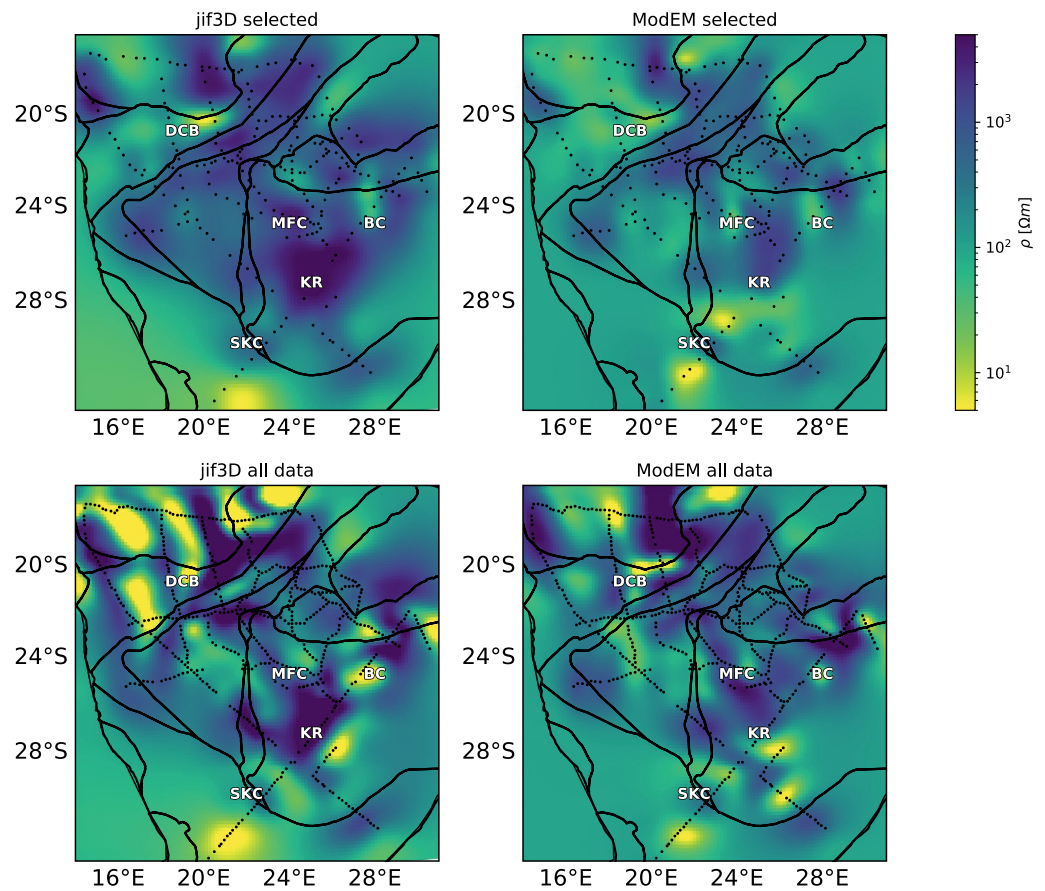 jif3D selected
ModEM selected
20°S
24°S
28°S
DCB
MFC
BC
KR
SKC
16°E 20°E 24°E 28°E
20°S
24°S
28°S
DCB
MFC
BC
KR
SKC
16°E 20°E 24°E 28°E
10³
10²
10¹
ρ [Ωm]
jif3D all data
ModEM all data
20°S
24°S
28°S
DCB
MFC
BC
KR
SKC
16°E 20°E 24°E 28°E
20°S
24°S
28°S
DCB
MFC
BC
KR
SKC
16°E 20°E 24°E 28°E